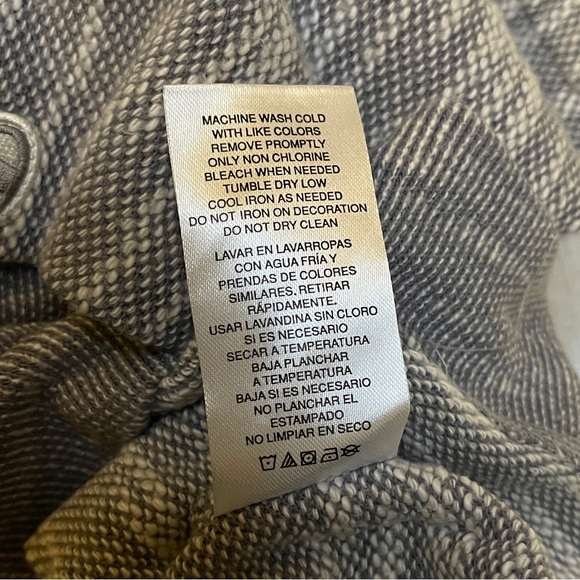 MACHINE WASH COLD
WITH LIKE COLORS
REMOVE PROMPTLY
ONLY NON CHLORINE
BLEACH WHEN NEEDED
TUMBLE DRY LOW
COOL IRON AS NEEDED
DO NOT IRON ON DECORATION
DO NOT DRY CLEAN
LAVAR EN LAVARROPAS
CON AGUA FRÍA Y
PRENDAS DE COLORES
SIMILARES, RETIRAR
RÁPIDAMENTE.
USAR LAVANDINA SIN CLORO
SI ES NECESARIO
SECAR A TEMPERATURA
BAJA PLANCHAR
A TEMPERATURA
BAJA SI ES NECESARIO
NO PLANCHAR EL
ESTAMPADO
NO LIMPIAR EN SECO